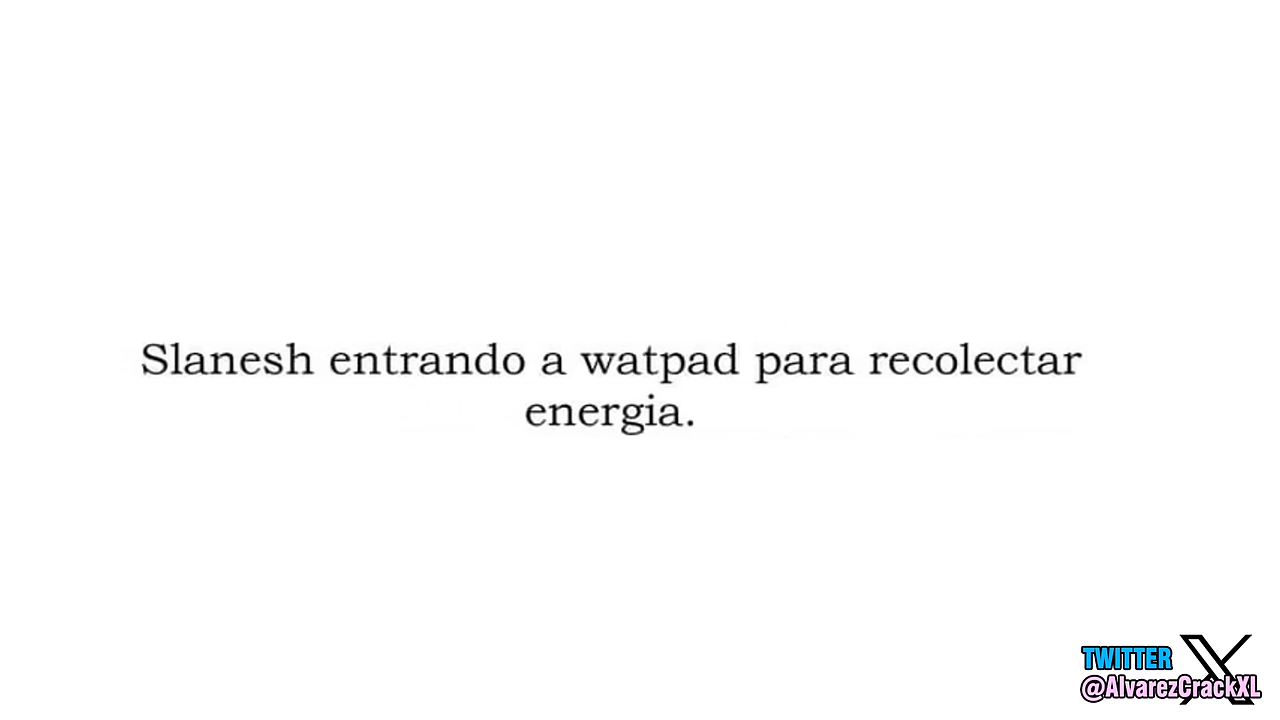 Slanesh entrando a watpad para recolectar
energia.
TWITTER
@AlvarezCrackXL